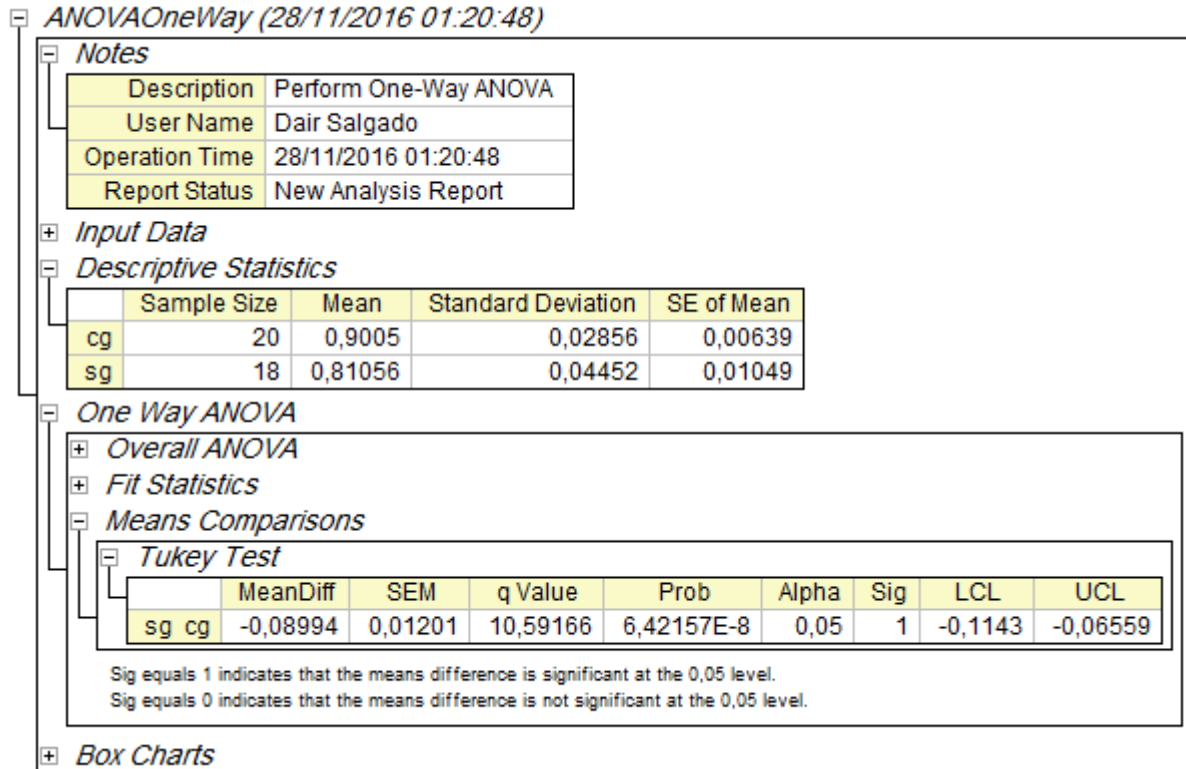 ANOVAOneWay (28/11/2016 01:20:48)
Notes
Description Perform One-Way ANOVA
User Name Dair Salgado
Operation Time 28/11/2016 01:20:48
Report Status New Analysis Report
Input Data
Descriptive Statistics
Sample Size Mean Standard Deviation SE of Mean
cg 20 0,9005 0,02856 0,00639
sg 18 0,81056 0,04452 0,01049
One Way ANOVA
Overall ANOVA
Fit Statistics
Means Comparisons
Tukey Test
MeanDiff SEM q Value Prob Alpha Sig LCL UCL
sg cg -0,08994 0,01201 10,59166 6,42157E-8 0,05 1 -0,1143 -0,06559
Sig equals 1 indicates that the means difference is significant at the 0,05 level.
Sig equals 0 indicates that the means difference is not significant at the 0,05 level.
Box Charts